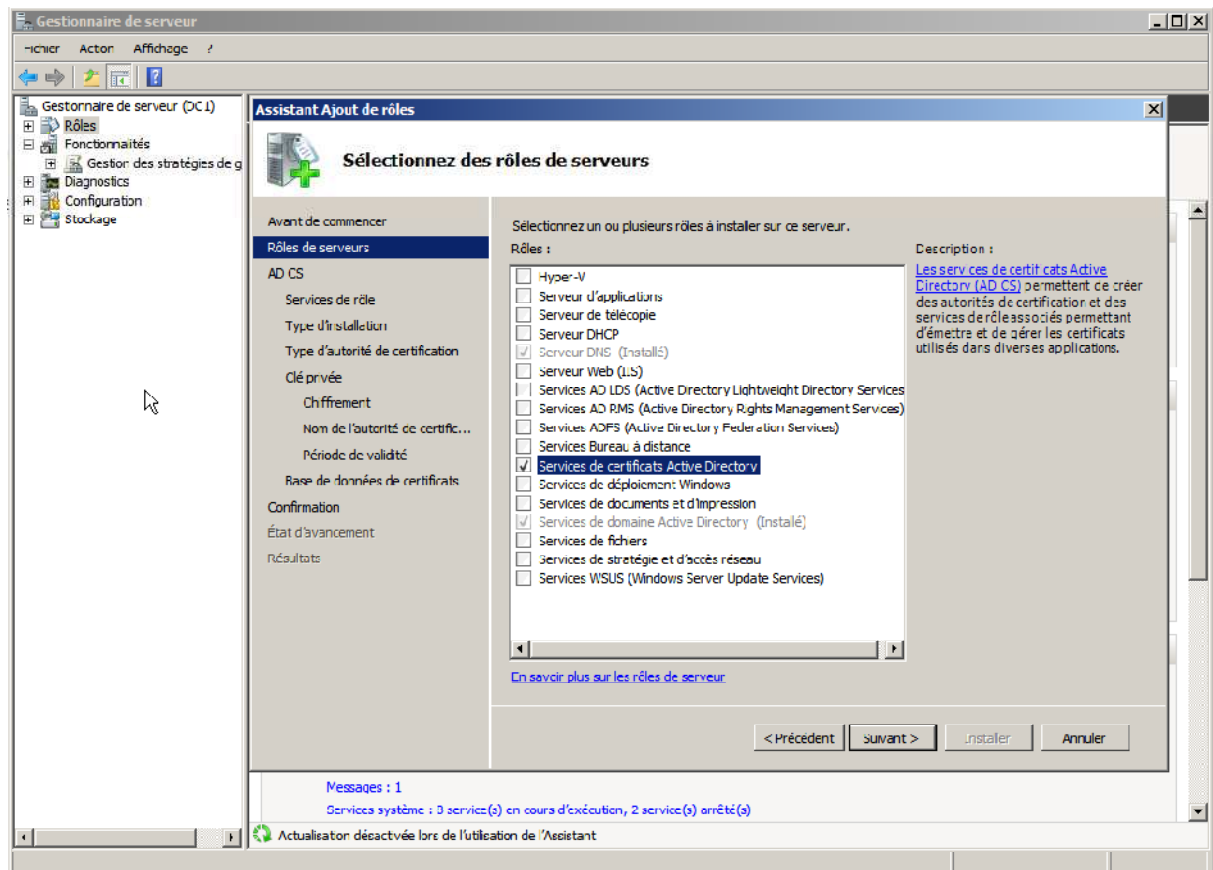 Gestionnaire de serveur
Fichier Action Affichage ?
Gestionnaire de serveur (DC1)
Rôles
Fonctionnalités
Gestion des stratégies de g
Diagnostics
Configuration
Stockage
Assistant Ajout de rôles
Sélectionnez des rôles de serveurs
Avant de commencer
Rôles de serveurs
AD CS
Services de rôle
Type d'installation
Type d'autorité de certification
Clé privée
Chiffrement
Nom de l'autorité de certific...
Période de validité
Base de données de certificats
Confirmation
État d'avancement
Résultats
Sélectionnez un ou plusieurs rôles à installer sur ce serveur.
Rôles :
Hyper-V
Serveur d'applications
Serveur de télécopie
Serveur DHCP
Serveur DNS (Installé)
Serveur Web (IIS)
Services AD LDS (Active Directory Lightweight Directory Services
Services AD RMS (Active Directory Rights Management Services)
Services ADFS (Active Directory Federation Services)
Services Bureau à distance
Services de certificats Active Directory
Services de déploiement Windows
Services de documents et d'impression
Services de domaine Active Directory (Installé)
Services de fichiers
Services de stratégie et d'accès réseau
Services WSUS (Windows Server Update Services)
En savoir plus sur les rôles de serveur
Description :
Les services de certificats Active
Directory (AD CS) permettent de créer
des autorités de certification et des
services de rôle associés permettant
d'émettre et de gérer les certificats
utilisés dans diverses applications.
< Précédent Suivant > Installer Annuler
Messages : 1
Services système : 8 service(s) en cours d'exécution, 2 service(s) arrêté(s)
Actualisation désactivée lors de l'utilisation de l'Assistant